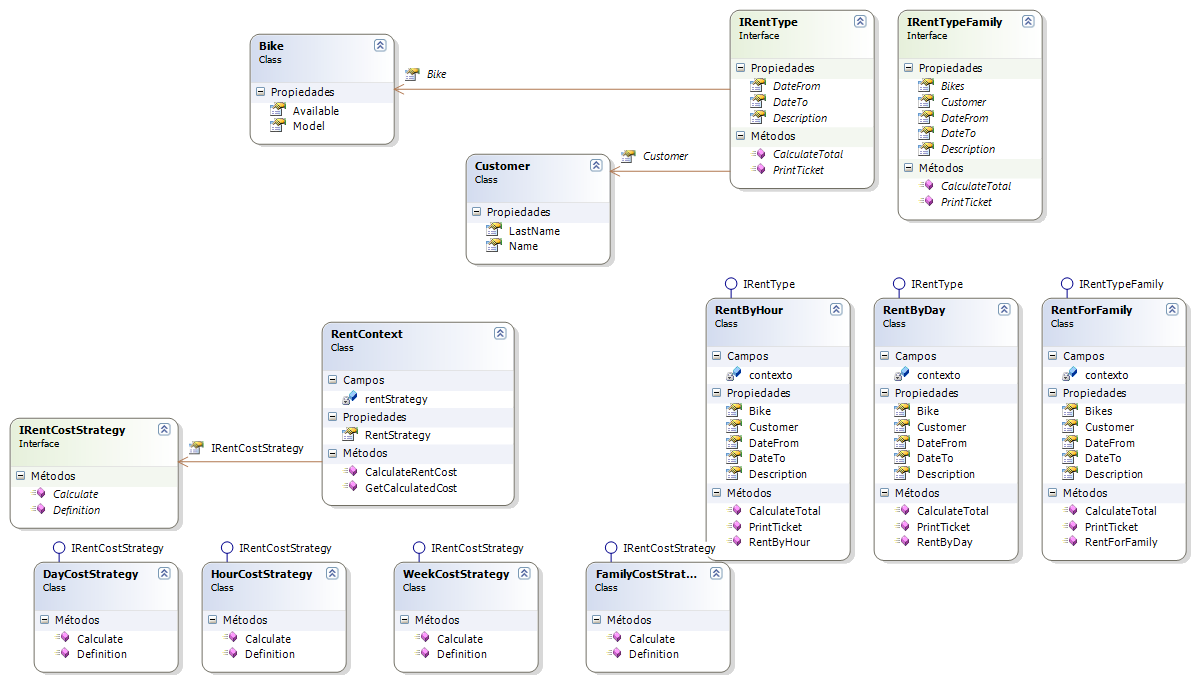 Bike
Class
Propiedades
Available
Model
Bike
IRentType
Interface
Propiedades
DateFrom
DateTo
Description
Métodos
CalculateTotal
PrintTicket
IRentTypeFamily
Interface
Propiedades
Bikes
Customer
DateFrom
DateTo
Description
Métodos
CalculateTotal
PrintTicket
Customer
Class
Propiedades
LastName
Name
Customer
RentContext
Class
Campos
rentStrategy
Propiedades
RentStrategy
Métodos
CalculateRentCost
GetCalculatedCost
IRentCostStrategy
Interface
Métodos
Calculate
Definition
IRentCostStrategy
IRentType
RentByHour
Class
Campos
contexto
Propiedades
Bike
Customer
DateFrom
DateTo
Description
Métodos
CalculateTotal
PrintTicket
RentByHour
IRentType
RentByDay
Class
Campos
contexto
Propiedades
Bike
Customer
DateFrom
DateTo
Description
Métodos
CalculateTotal
PrintTicket
RentByDay
IRentTypeFamily
RentForFamily
Class
Campos
contexto
Propiedades
Bikes
Customer
DateFrom
DateTo
Description
Métodos
CalculateTotal
PrintTicket
RentForFamily
IRentCostStrategy
DayCostStrategy
Class
Métodos
Calculate
Definition
IRentCostStrategy
HourCostStrategy
Class
Métodos
Calculate
Definition
IRentCostStrategy
WeekCostStrategy
Class
Métodos
Calculate
Definition
IRentCostStrategy
FamilyCostStrat...
Class
Métodos
Calculate
Definition